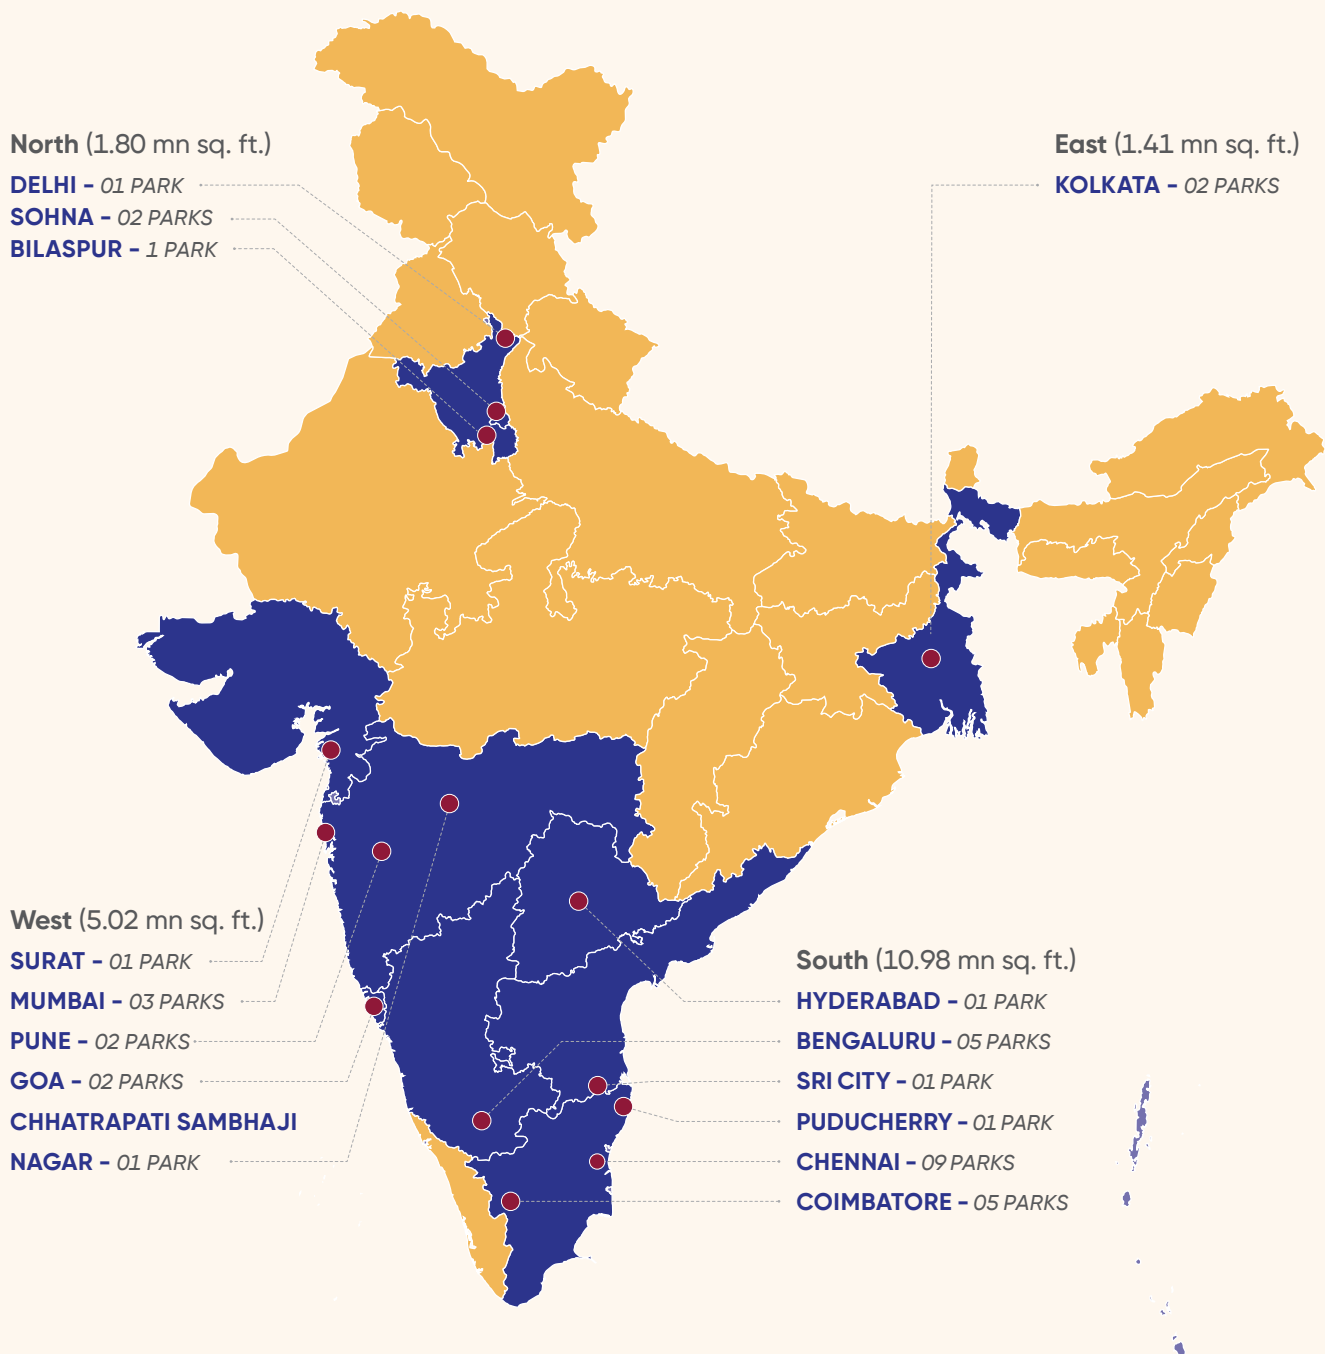 North (1.80 mn sq. ft.)
DELHI - 01 PARK
SOHNA - 02 PARKS
BILASPUR - 1 PARK
East (1.41 mn sq. ft.)
KOLKATA - 02 PARKS
West (5.02 mn sq. ft.)
SURAT - 01 PARK
MUMBAI - 03 PARKS
PUNE - 02 PARKS
GOA - 02 PARKS
CHHATRAPATI SAMBHAJI
NAGAR - 01 PARK
South (10.98 mn sq. ft.)
HYDERABAD - 01 PARK
BENGALURU - 05 PARKS
SRI CITY - 01 PARK
PUDUCHERRY - 01 PARK
CHENNAI - 09 PARKS
COIMBATORE - 05 PARKS